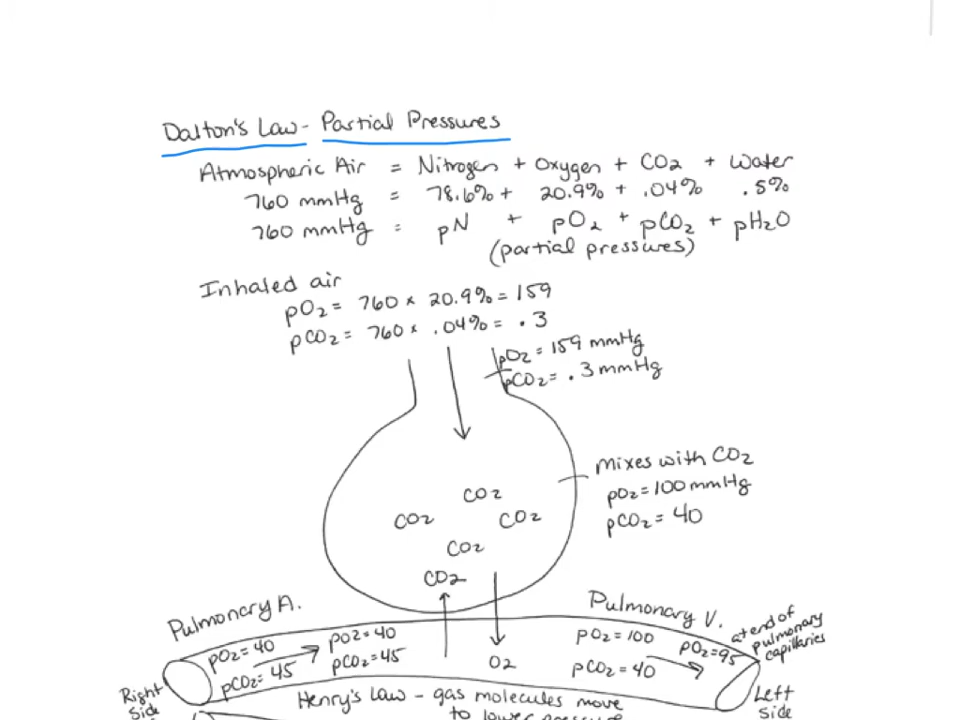 Dalton's Law - Partial Pressures
Atmospheric Air = Nitrogen + Oxygen + CO2 + Water
760 mmHg = 78.6% + 20.9% + .04% .5%
760 mmHg = pN + pO2 + pCO2 + pH2O
(partial pressures)
Inhaled air
pO2 = 760 × 20.9% = 159
pCO2 = 760 × .04% = .3
pO2 = 159 mmHg
pCO2 = .3 mmHg
mixes with CO2
pO2 = 100 mmHg
pCO2 = 40
CO2
CO2 CO2
CO2
CO2
Pulmonary A.
Pulmonary V.
at end of
pulmonary
capillaries
pO2 = 40
pCO2 = 45
pO2 = 40
pCO2 = 45
O2
pO2 = 100
pCO2 = 40
pO2 = 95
Right
Side
Left
Side
Henry's Law - gas molecules move
to lower pressure